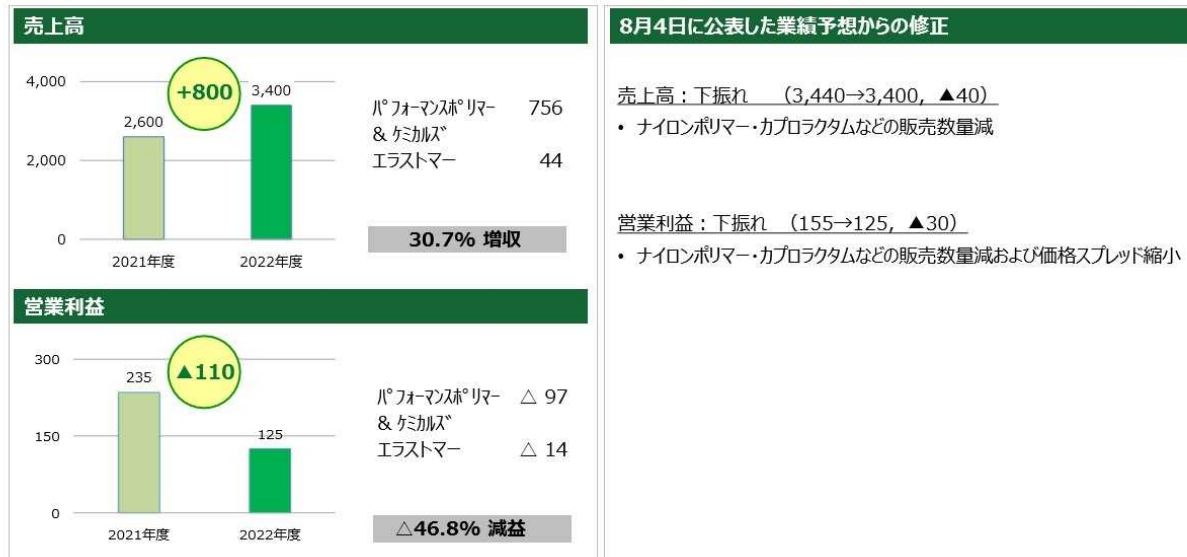 売上高
4,000
2,000
0
+800
2,600
3,400
2021年度
2022年度
ﾊﾟﾌｫｰﾏﾝｽﾎﾟﾘﾏｰ 756
& ｹﾐｶﾙｽﾞ
エラストマー 44
30.7% 増収
営業利益
300
150
0
▲110
235
125
2021年度
2022年度
ﾊﾟﾌｫｰﾏﾝｽﾎﾟﾘﾏｰ △ 97
& ｹﾐｶﾙｽﾞ
エラストマー △ 14
△46.8% 減益
8月4日に公表した業績予想からの修正
売上高：下振れ （3,440→3,400, ▲40）
• ナイロンポリマー・カプロラクタムなどの販売数量減
営業利益：下振れ （155→125, ▲30）
• ナイロンポリマー・カプロラクタムなどの販売数量減および価格スプレッド縮小